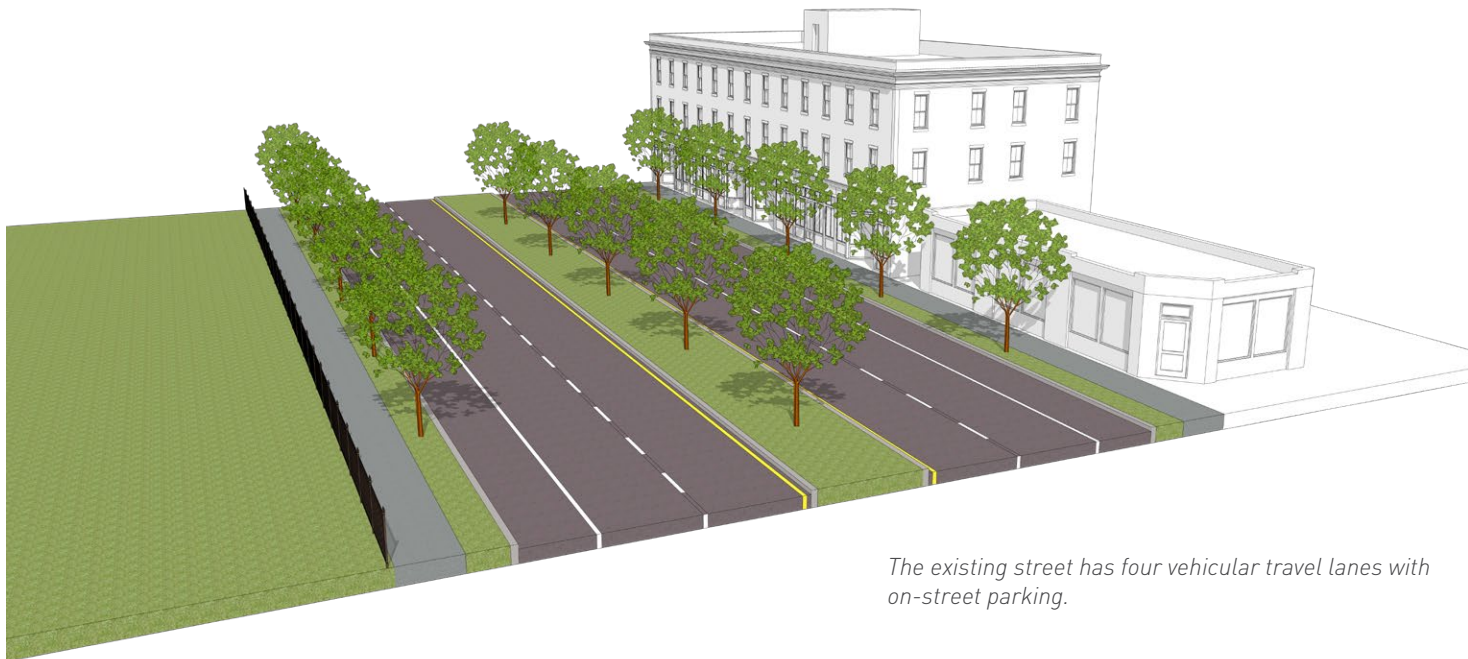 The existing street has four vehicular travel lanes with
on-street parking.